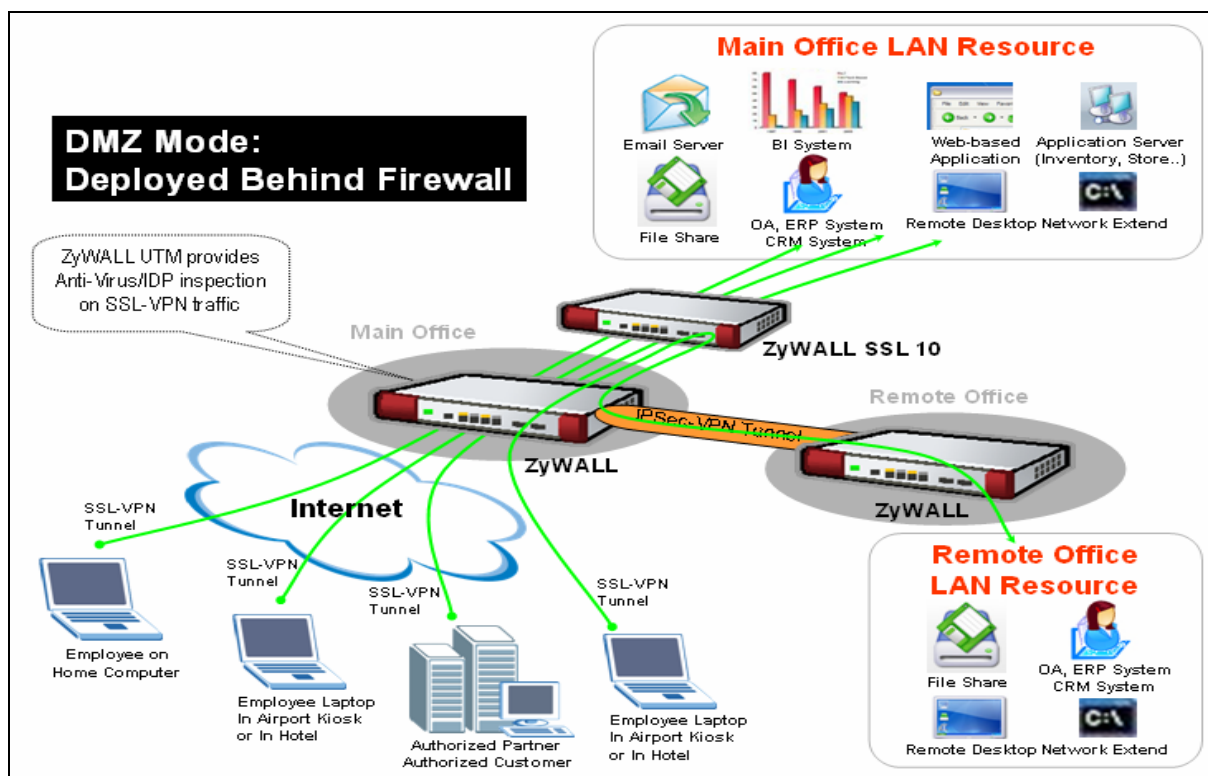 Main Office LAN Resource
Email Server
BI System
Web-based
Application
Application Server
(Inventory, Store..)
File Share
OA, ERP System
CRM System
Remote Desktop
Network Extend
C:\
DMZ Mode:
Deployed Behind Firewall
ZyWALL UTM provides
Anti-Virus/IDP inspection
on SSL-VPN traffic
Main Office
ZyWALL SSL 10
Remote Office
IPSec-VPN Tunnel
ZyWALL
ZyWALL
Internet
SSL-VPN
Tunnel
SSL-VPN
Tunnel
SSL-VPN
Tunnel
SSL-VPN
Tunnel
Employee on
Home Computer
Employee Laptop
In Airport Kiosk
or In Hotel
Authorized Partner
Authorized Customer
Employee Laptop
In Airport Kiosk
or In Hotel
Remote Office
LAN Resource
File Share
OA, ERP System
CRM System
C:\
Remote Desktop
Network Extend